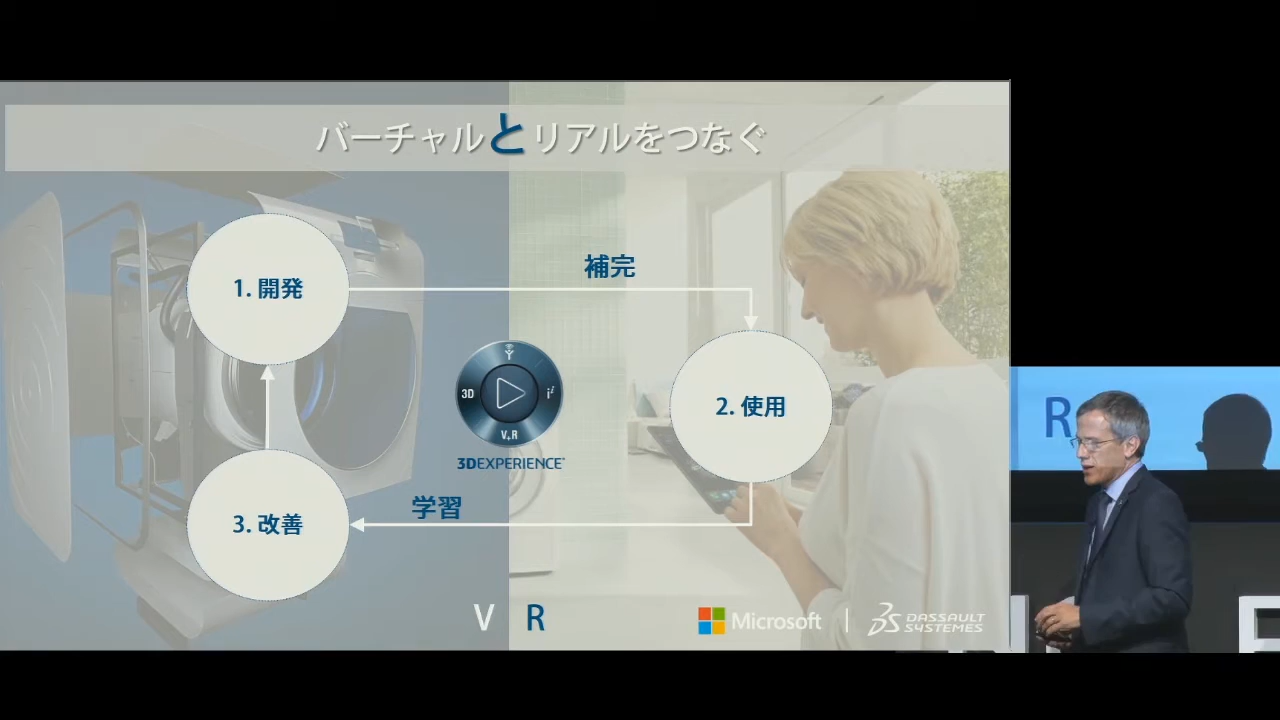 バーチャルとリアルをつなぐ
1. 開発
補完
3D
i²
V+R
3DEXPERIENCE
2. 使用
学習
3. 改善
V R
Microsoft | DASSAULT SYSTEMES
R